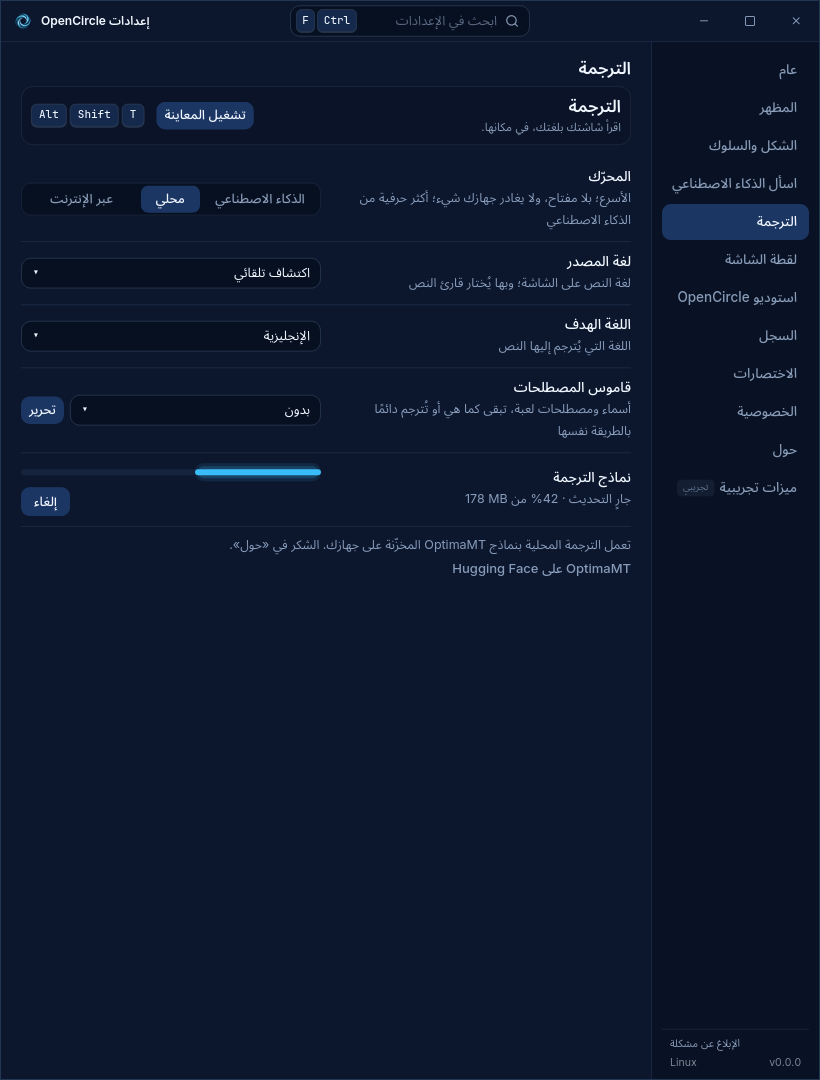 إعدادات OpenCircle
ابحث في الإعدادات
Ctrl F
عام
المظهر
الشكل والسلوك
اسأل الذكاء الاصطناعي
الترجمة
لقطة الشاشة
استوديو OpenCircle
السجل
الاختصارات
الخصوصية
حول
ميزات تجريبية تجريبي
الإبلاغ عن مشكلة
v0.0.0 Linux
الترجمة
الترجمة
اقرأ شاشتك بلغتك، في مكانها.
تشغيل المعاينة
Alt Shift T
المحرّك
الأسرع؛ بلا مفتاح، ولا يغادر جهازك شيء؛ أكثر حرفية من
الذكاء الاصطناعي
الذكاء الاصطناعي محلي عبر الإنترنت
لغة المصدر
لغة النص على الشاشة؛ وبها يُختار قارئ النص
اكتشاف تلقائي
اللغة الهدف
اللغة التي يُترجم إليها النص
الإنجليزية
قاموس المصطلحات
أسماء ومصطلحات لعبة، تبقى كما هي أو تُترجم دائمًا
بالطريقة نفسها
بدون
تحرير
نماذج الترجمة
جارٍ التحديث · 42% من 178 MB
إلغاء
تعمل الترجمة المحلية بنماذج OptimaMT المخزّنة على جهازك. الشكر في «حول».
OptimaMT على Hugging Face